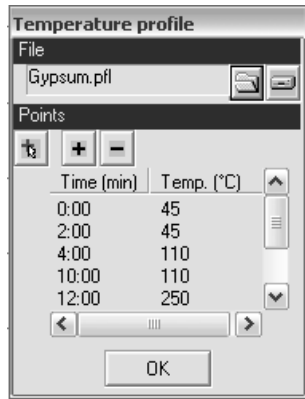 Temperature profile
File
Gypsum.pfl
Points
Time (min) Temp. (°C)
0:00 45
2:00 45
4:00 110
10:00 110
12:00 250
OK